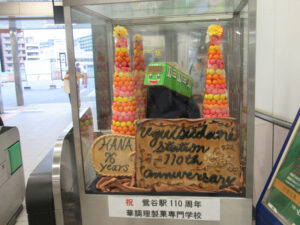 Uguisudani
Station
110th
anniversary
HANA
76
years
祝 鶯谷駅110周年
華調理製菓専門学校